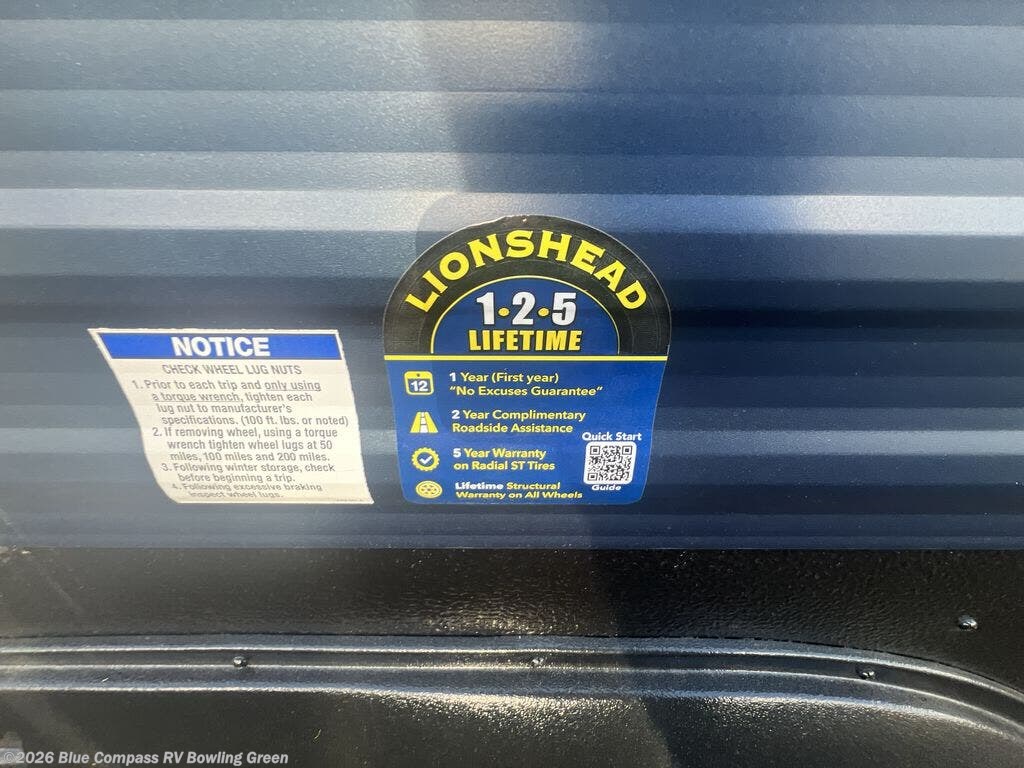 NOTICE
CHECK WHEEL LUG NUTS
1. Prior to each trip and only using
a torque wrench, tighten each
lug nut to manufacturer's
specifications. (100 ft. lbs. or noted)
2. If removing wheel, using a torque
wrench tighten wheel lugs at 50
miles, 100 miles and 200 miles.
3. Following winter storage, check
before beginning a trip.
4. Following excessive braking
inspect wheel lugs.
LIONSHEAD
1•2•5
LIFETIME
12
1 Year (First year)
"No Excuses Guarantee"
2 Year Complimentary
Roadside Assistance
5 Year Warranty
on Radial ST Tires
Lifetime Structural
Warranty on All Wheels
Quick Start
Guide
©2026 Blue Compass RV Bowling Green